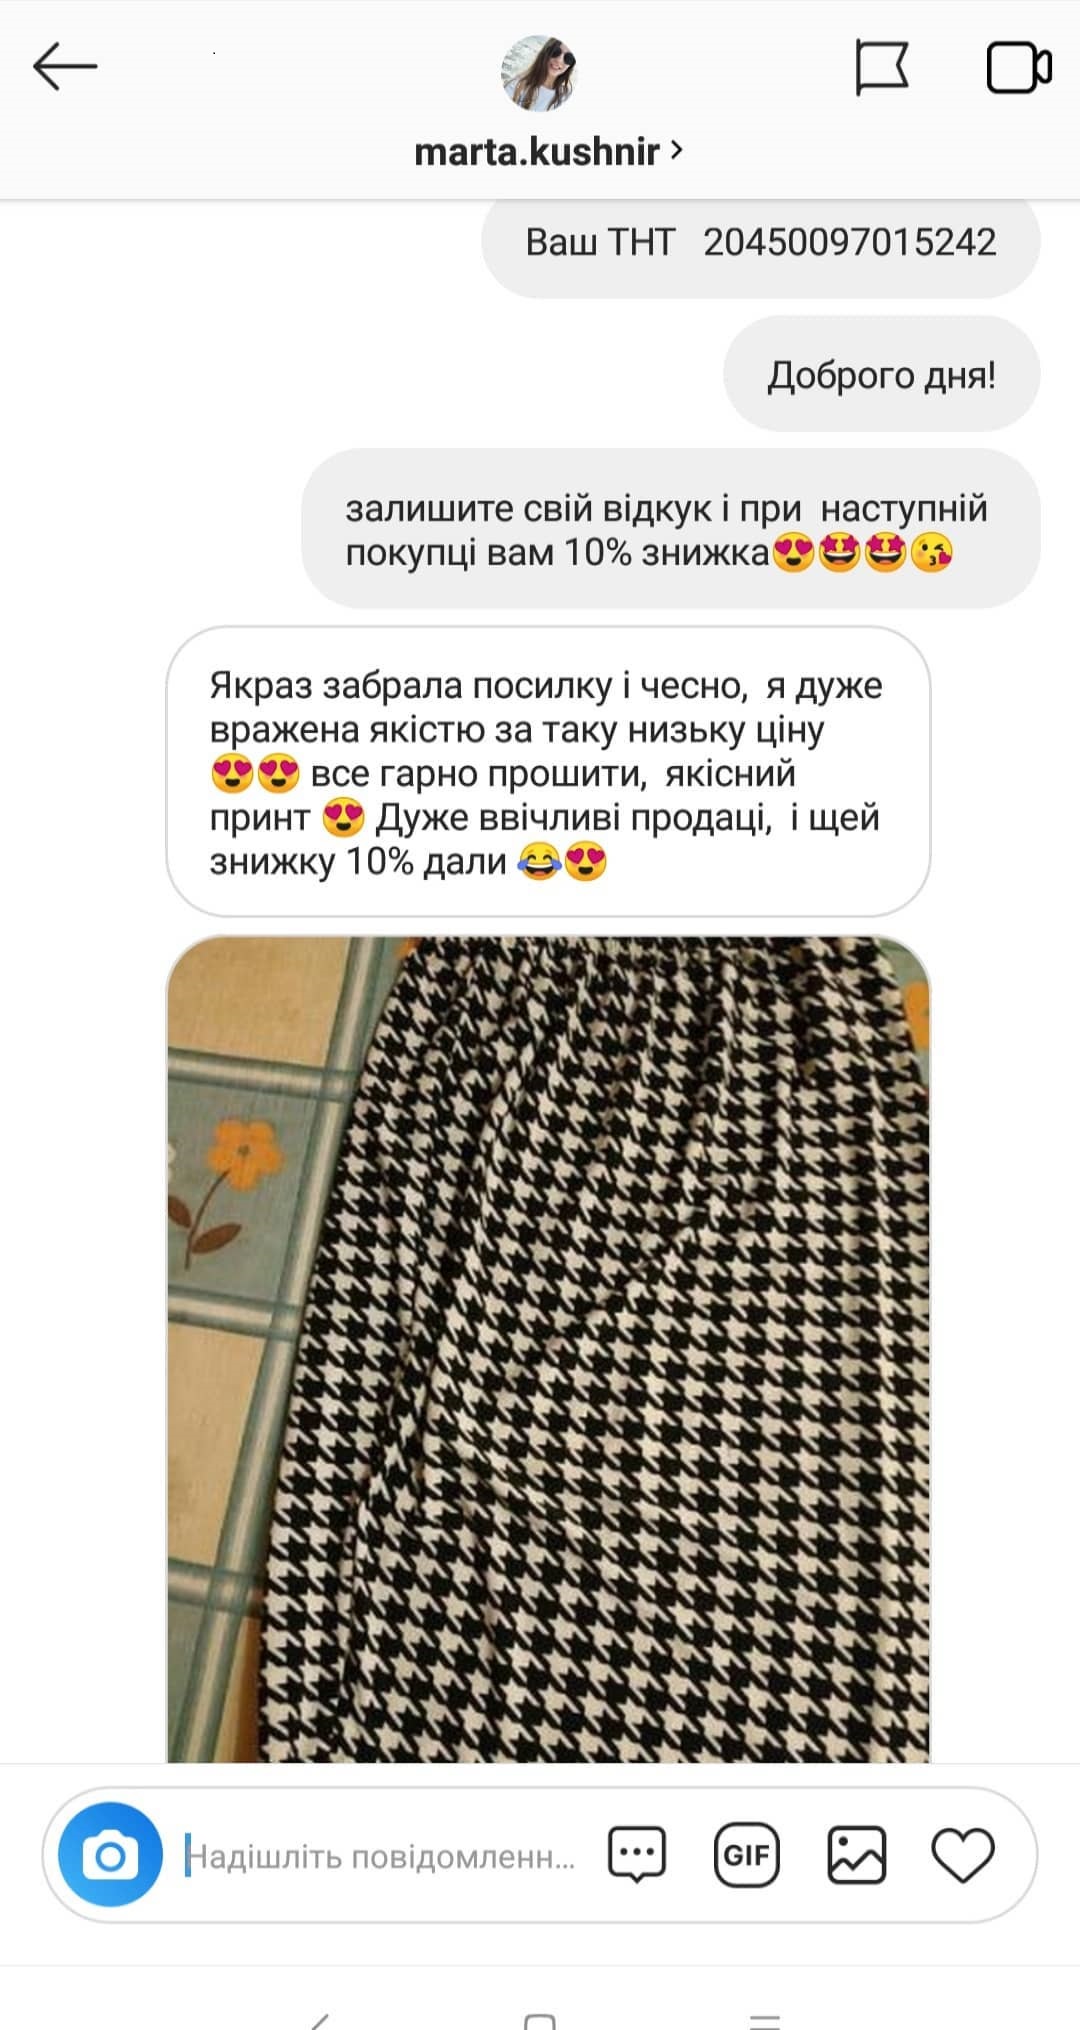 marta.kushnir
Ваш ТНТ 20450097015242
Доброго дня!
залишите свій відкук і при наступній
покупці вам 10% знижка😍🤩🤩😘
Якраз забрала посилку і чесно, я дуже
вражена якістю за таку низьку ціну
😍😍 все гарно прошити, якісний
принт 😍 Дуже ввічливі продаці, і щей
знижку 10% дали 😂😍
Надішліть повідомленн...
GIF